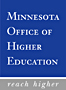 MINNESOTA
OFFICE OF
HIGHER
EDUCATION
reach higher